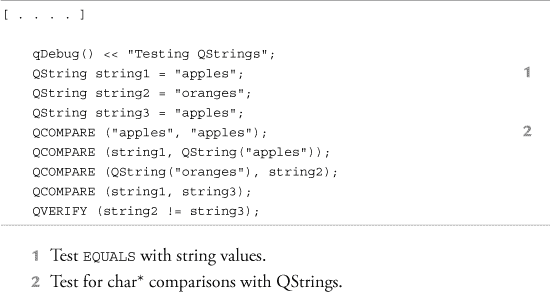 [ . . . . ]
qDebug() << "Testing QStrings";
QString string1 = "apples"; 1
QString string2 = "oranges";
QString string3 = "apples";
QCOMPARE ("apples", "apples"); 2
QCOMPARE (string1, QString("apples"));
QCOMPARE (QString("oranges"), string2);
QCOMPARE (string1, string3);
QVERIFY (string2 != string3);
1 Test EQUALS with string values.
2 Test for char* comparisons with QStrings.